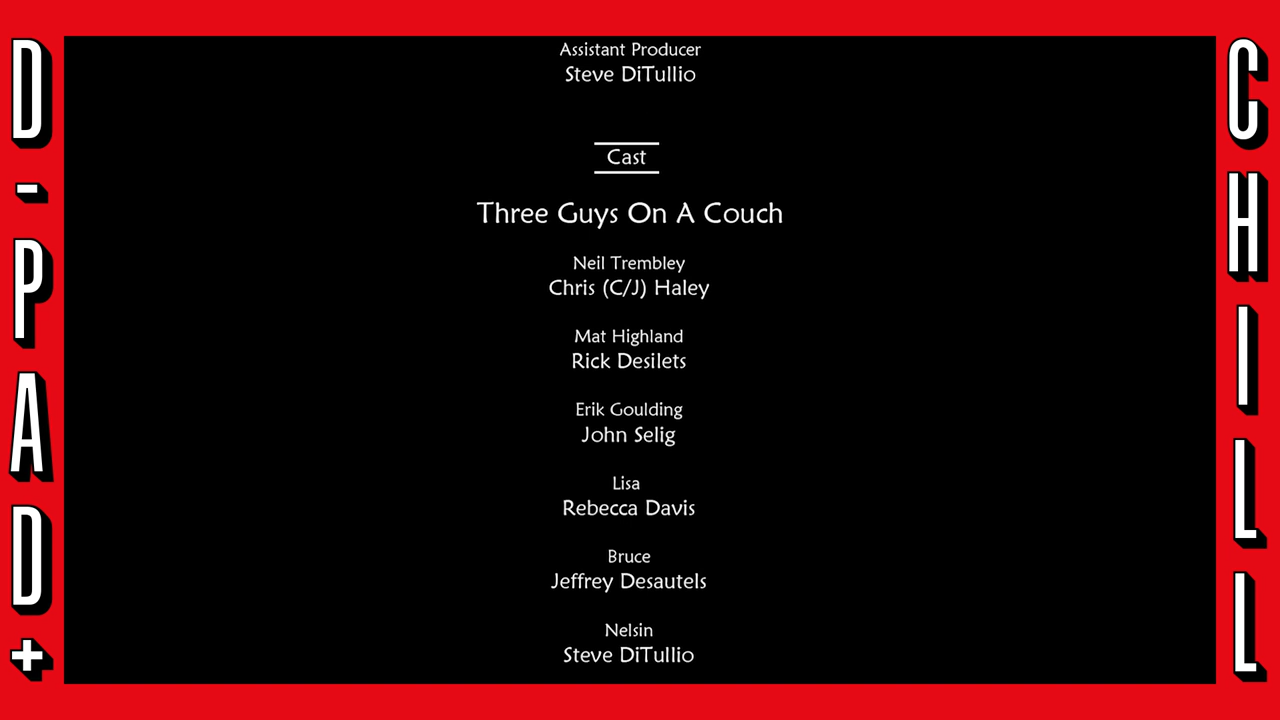 D-PAD+
Assistant Producer
Steve DiTullio
Cast
Three Guys On A Couch
Neil Trembley
Chris (C/J) Haley
Mat Highland
Rick Desilets
Erik Goulding
John Selig
Lisa
Rebecca Davis
Bruce
Jeffrey Desautels
Nelsin
Steve DiTullio
CHILL